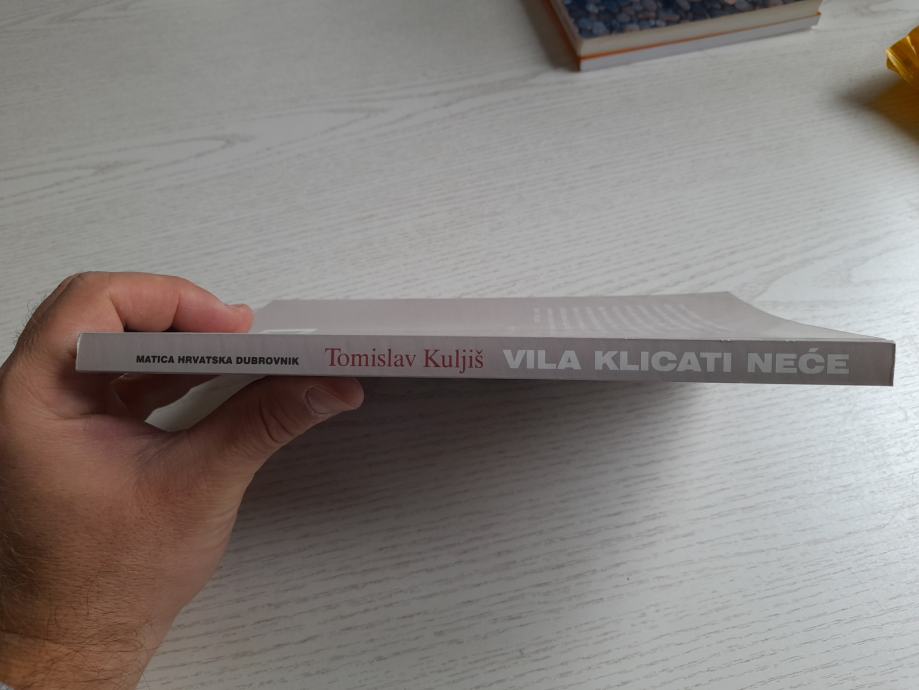 MATICA HRVATSKA DUBROVNIK Tomislav Kuljiš VILA KLICATI NEĆE